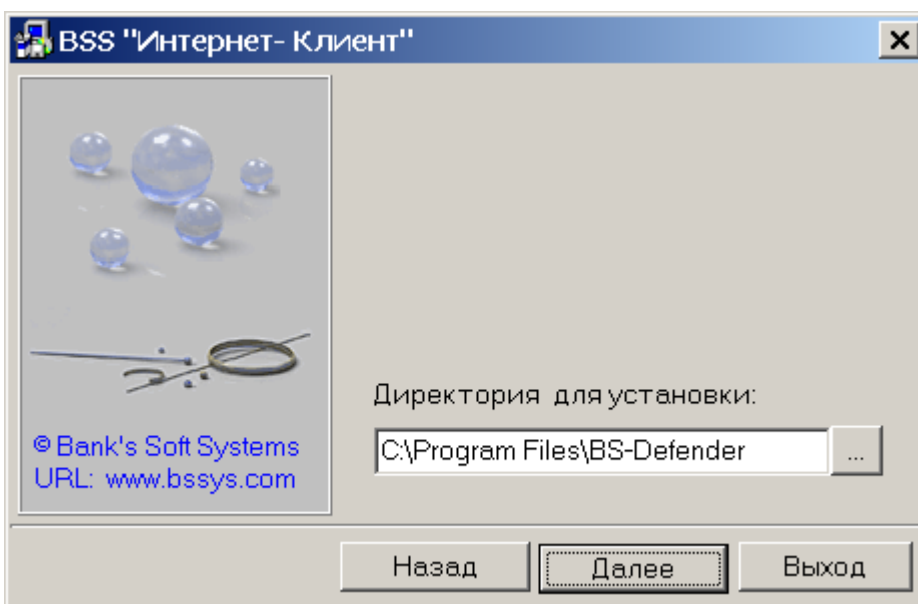 BSS "Интернет- Клиент"
© Bank's Soft Systems
URL: www.bssys.com
Директория для установки:
C:\Program Files\BS-Defender
...
Назад Далее Выход